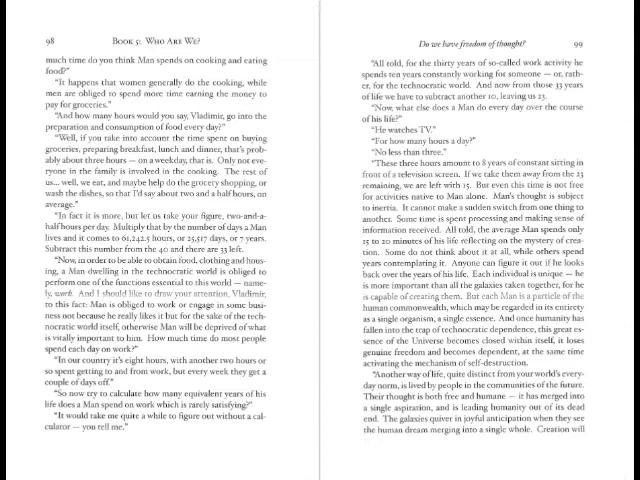 98 Book 5: Who Are We?
much time do you think Man spends on cooking and eating
food?"
"It happens that women generally do the cooking, while
men are obliged to spend more time earning the money to
pay for groceries."
"And how many hours would you say, Vladimir, go into the
preparation and consumption of food every day?"
"Well, if you take into account the time spent on buying
groceries, preparing breakfast, lunch and dinner, that's prob-
ably about three hours — on a weekday, that is. Only not eve-
ryone in the family is involved in the cooking. The rest of
us... well, we eat, and maybe help do the grocery shopping, or
wash the dishes, so that I'd say about two and a half hours, on
average."
"In fact it is more, but let us take your figure, two-and-a-
half hours per day. Multiply that by the number of days a Man
lives and it comes to 61,242.5 hours, or 25,517 days, or 7 years.
Subtract this number from the 40 and there are 33 left.
"Now, in order to be able to obtain food, clothing and hous-
ing, a Man dwelling in the technocratic world is obliged to
perform one of the functions essential to this world — name-
ly, work. And I should like to draw your attention, Vladimir,
to this fact: Man is obliged to work or engage in some busi-
ness not because he really likes it but for the sake of the tech-
nocratic world itself, otherwise Man will be deprived of what
is vitally important to him. How much time do most people
spend each day on work?"
"In our country it's eight hours, with another two hours or
so spent getting to and from work, but every week they get a
couple of days off."
"So now try to calculate how many equivalent years of his
life does a Man spend on work which is rarely satisfying?"
"It would take me quite a while to figure out without a cal-
culator — you tell me."
Do we have freedom of thought? 99
"All told, for the thirty years of so-called work activity he
spends ten years constantly working for someone — or, rath-
er, for the technocratic world. And now from those 33 years
of life we have to subtract another 10, leaving us 23.
"Now, what else does a Man do every day over the course
of his life?"
"He watches TV."
"For how many hours a day?"
"No less than three."
"These three hours amount to 8 years of constant sitting in
front of a television screen. If we take them away from the 23
remaining, we are left with 15. But even this time is not free
for activities native to Man alone. Man's thought is subject
to inertia. It cannot make a sudden switch from one thing to
another. Some time is spent processing and making sense of
information received. All told, the average Man spends only
15 to 20 minutes of his life reflecting on the mystery of crea-
tion. Some do not think about it at all, while others spend
years contemplating it. Anyone can figure it out if he looks
back over the years of his life. Each individual is unique — he
is more important than all the galaxies taken together, for he
is capable of creating them. But each Man is a particle of the
human commonwealth, which may be regarded in its entirety
as a single organism, a single essence. And once humanity has
fallen into the trap of technocratic dependence, this great es-
sence of the Universe becomes closed within itself, it loses
genuine freedom and becomes dependent, at the same time
activating the mechanism of self-destruction.
"Another way of life, quite distinct from your world's every-
day norm, is lived by people in the communities of the future.
Their thought is both free and humane — it has merged into
a single aspiration, and is leading humanity out of its dead
end. The galaxies quiver in joyful anticipation when they see
the human dream merging into a single whole. Creation will